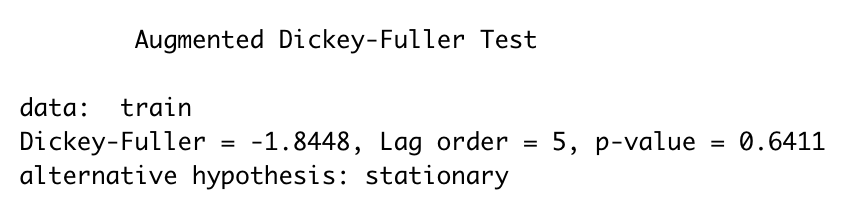 Augmented Dickey-Fuller Test
data:  train
Dickey-Fuller = -1.8448, Lag order = 5, p-value = 0.6411
alternative hypothesis: stationary